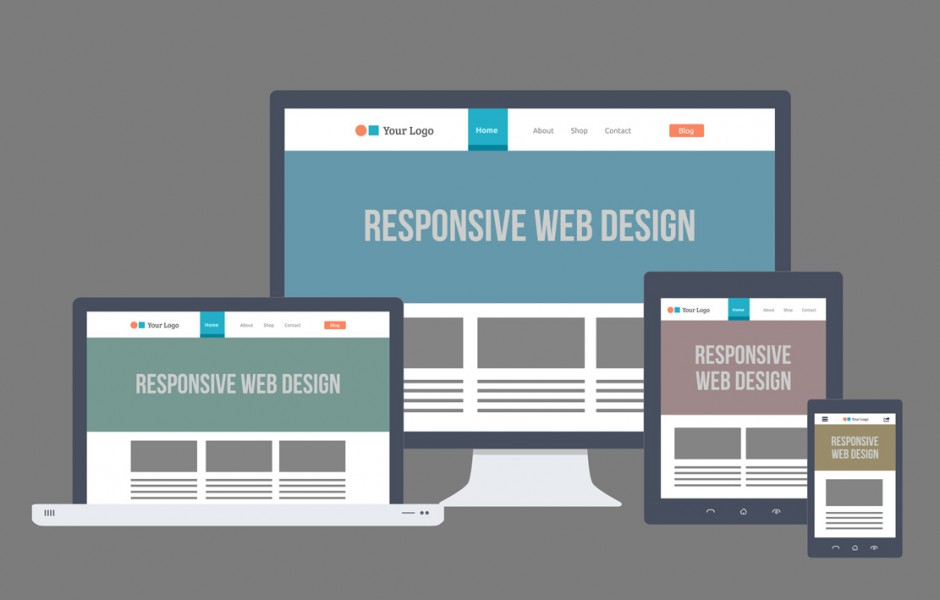 Your Logo Home About Shop Contact Blog
RESPONSIVE WEB DESIGN
Your Logo Home About Shop Contact Blog
RESPONSIVE WEB DESIGN
Your Logo Home About Shop Contact
RESPONSIVE
WEB DESIGN
Your Logo
RESPONSIVE
WEB DESIGN